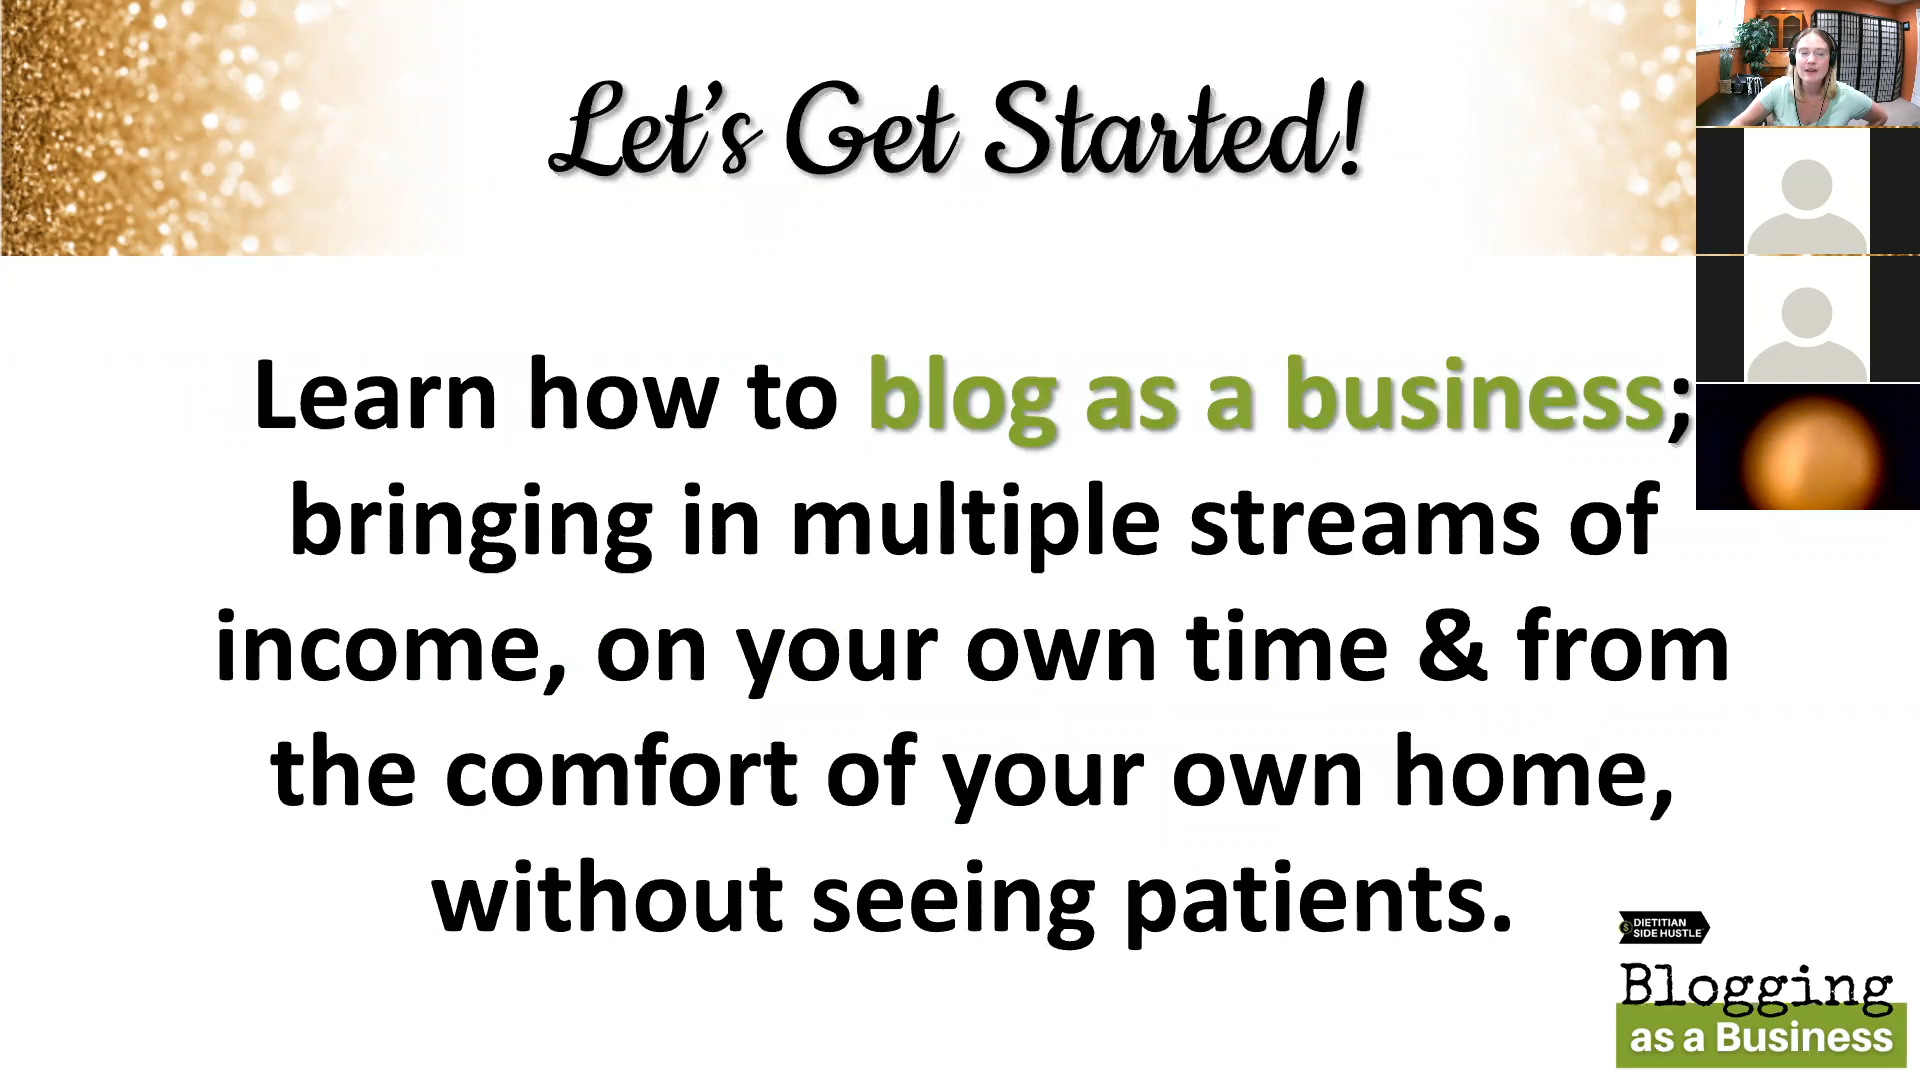 Let's Get Started!
Learn how to blog as a business;
bringing in multiple streams of
income, on your own time & from
the comfort of your own home,
without seeing patients.
DIETITIAN
SIDE HUSTLE
Blogging
as a Business